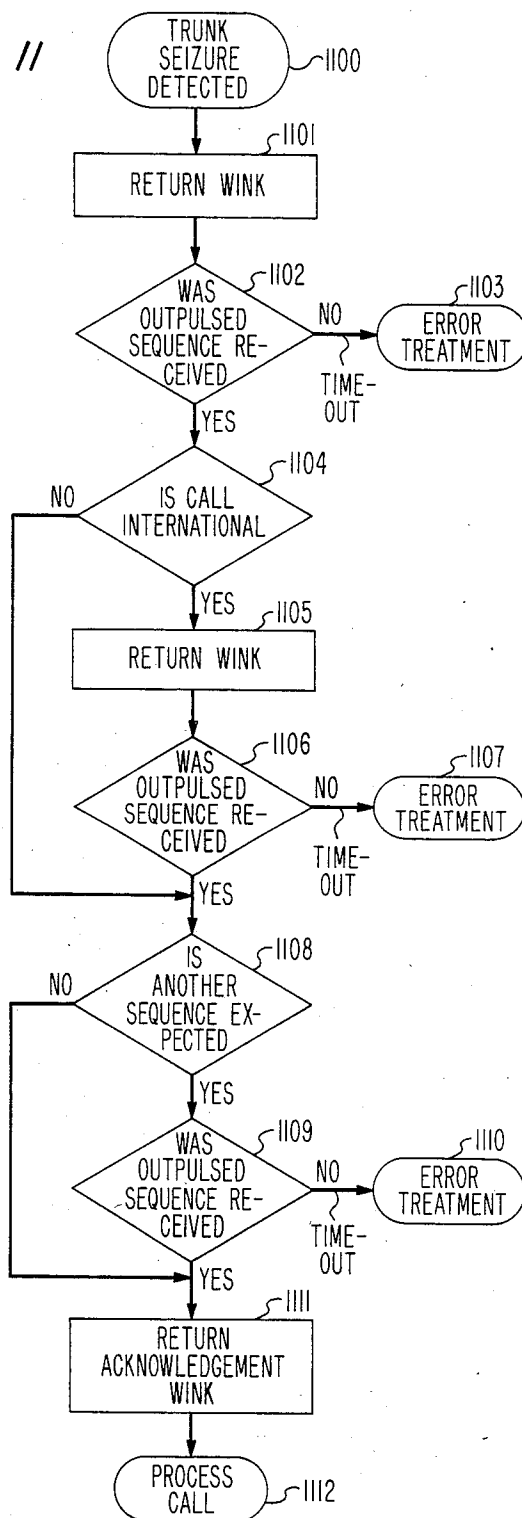 11
TRUNK
SEIZURE
DETECTED
1100
1101
RETURN WINK
1102
WAS
OUTPULSED
SEQUENCE RE-
CEIVED
NO
TIME-
OUT
1103
ERROR
TREATMENT
YES
1104
IS CALL
INTERNATIONAL
NO
YES
1105
RETURN WINK
1106
WAS
OUTPULSED
SEQUENCE RE-
CEIVED
NO
TIME-
OUT
1107
ERROR
TREATMENT
YES
1108
IS
ANOTHER
SEQUENCE EX-
PECTED
NO
YES
1109
WAS
OUTPULSED
SEQUENCE RE-
CEIVED
NO
TIME-
OUT
1110
ERROR
TREATMENT
YES
1111
RETURN
ACKNOWLEDGEMENT
WINK
PROCESS
CALL
1112